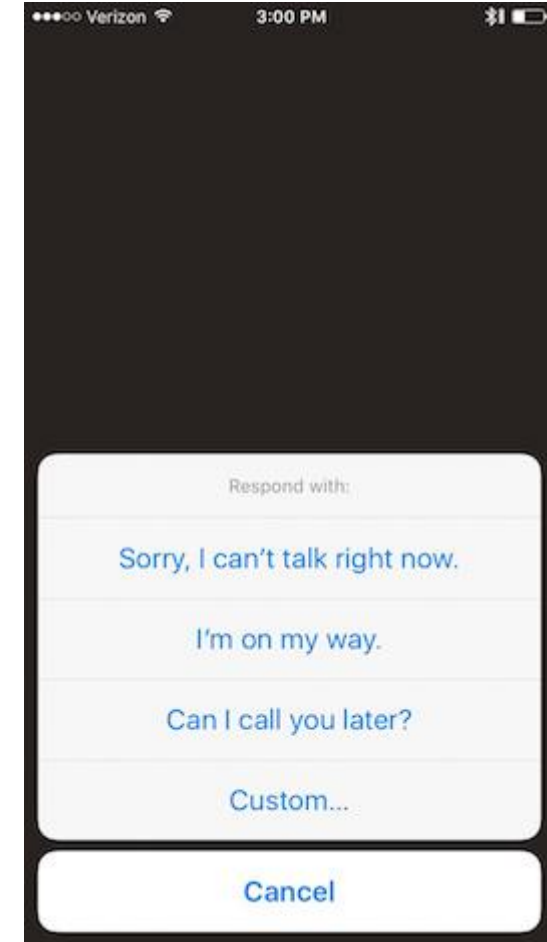 Verizon 3:00 PM
Respond with:
Sorry, I can’t talk right now.
I’m on my way.
Can I call you later?
Custom...
Cancel